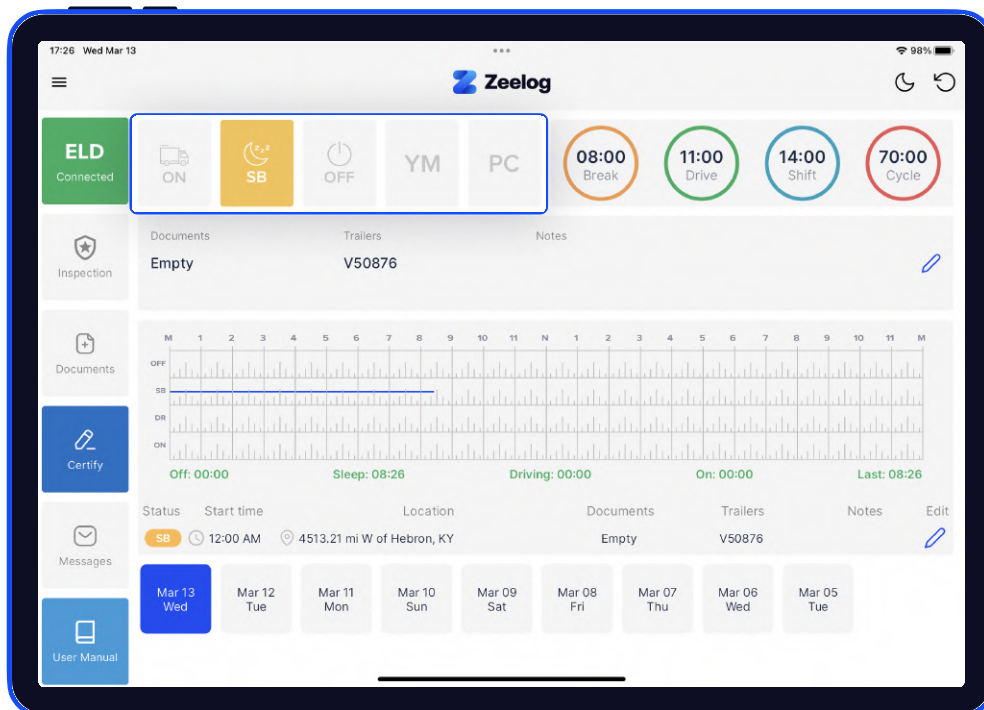 17:26 Wed Mar 13
98%
Zeelog
ELD
Connected
ON
SB
OFF
YM
PC
08:00
Break
11:00
Drive
14:00
Shift
70:00
Cycle
Inspection
Documents Trailers Notes
Empty V50876
Documents
M 1 2 3 4 5 6 7 8 9 10 11 N 1 2 3 4 5 6 7 8 9 10 11 M
OFF
SB
DR
ON
Off: 00:00 Sleep: 08:26 Driving: 00:00 On: 00:00 Last: 08:26
Certify
Status Start time Location Documents Trailers Notes Edit
SB 12:00 AM 4513.21 mi W of Hebron, KY Empty V50876
Messages
Mar 13 Mar 12 Mar 11 Mar 10 Mar 09 Mar 08 Mar 07 Mar 06 Mar 05
Wed Tue Mon Sun Sat Fri Thu Wed Tue
User Manual